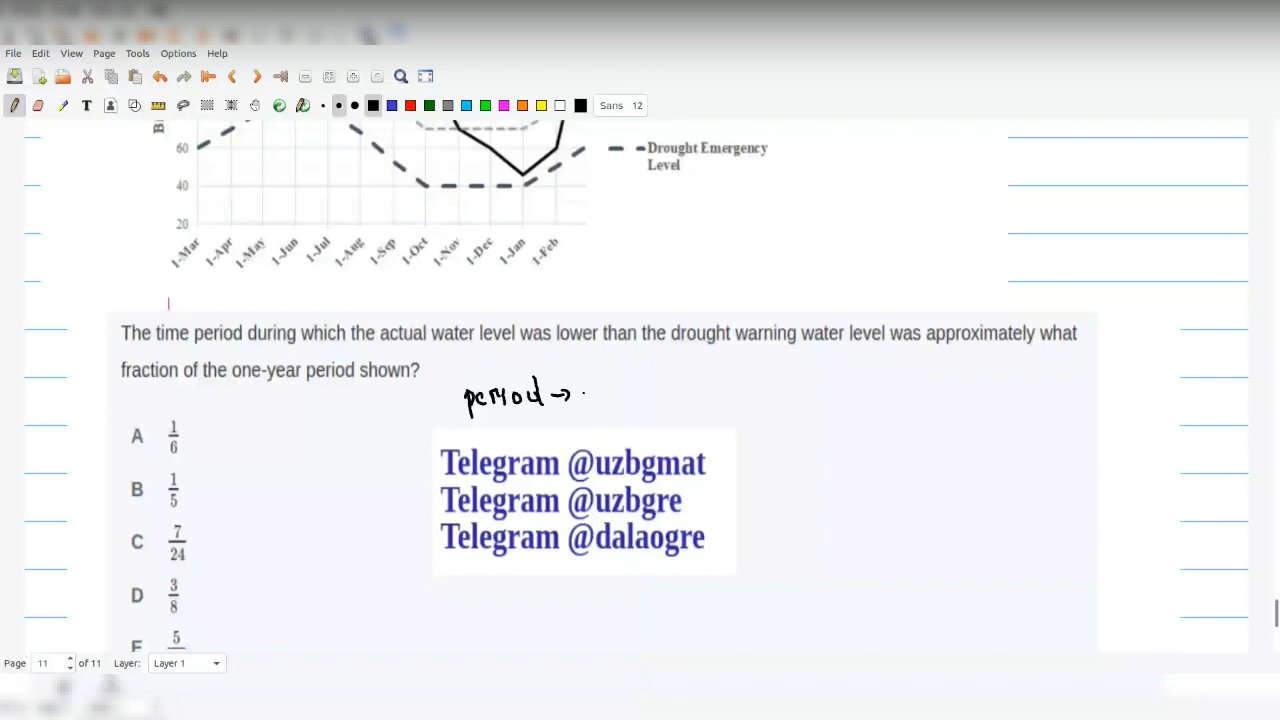 File Edit View Page Tools Options Help
Sans 12
60
40
20
1-Mar 1-Apr 1-May 1-Jun 1-Jul 1-Aug 1-Sep 1-Oct 1-Nov 1-Dec 1-Jan 1-Feb
Drought Emergency
Level
The time period during which the actual water level was lower than the drought warning water level was approximately what
fraction of the one-year period shown?
period →
A 1/6
B 1/5
C 7/24
D 3/8
E 5
Telegram @uzbgmat
Telegram @uzbgre
Telegram @dalaogre
Page 11 of 11 Layer: Layer 1